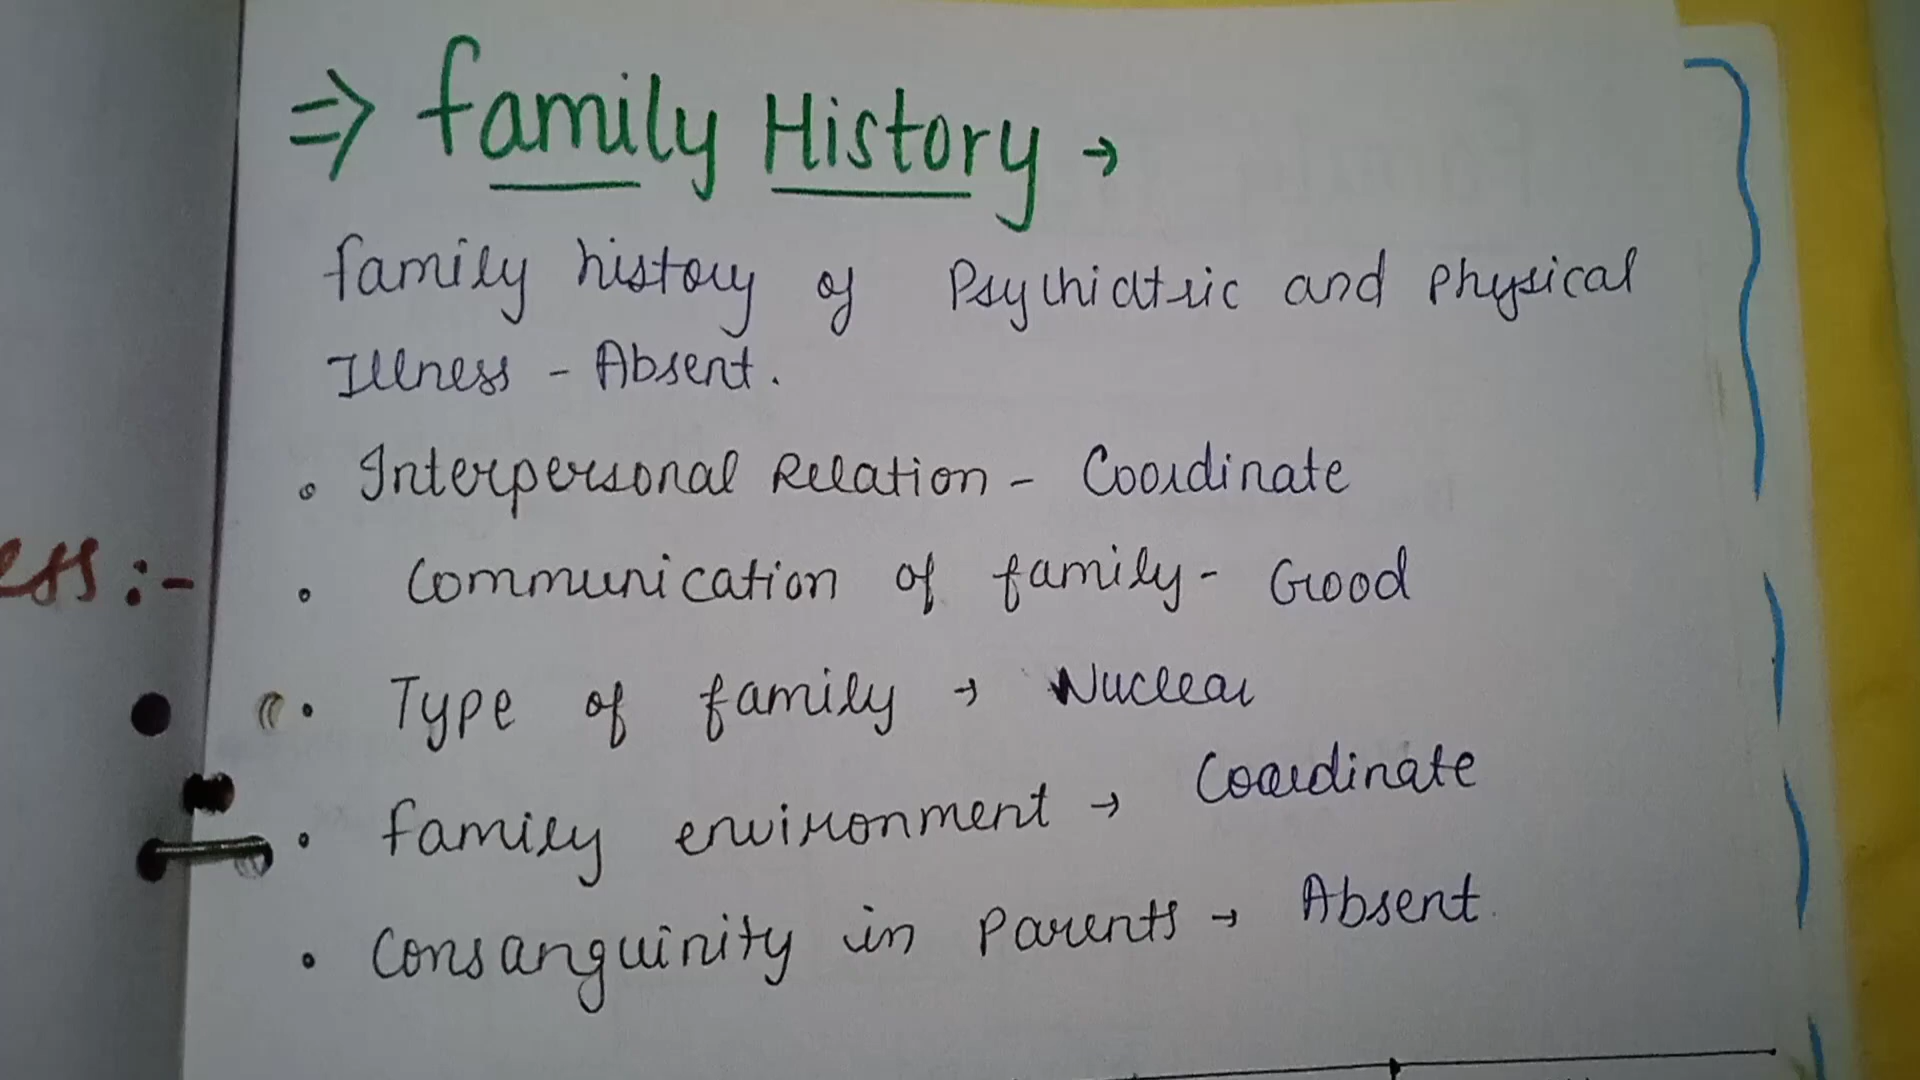 ⇒ family History →
family history of Psychiatric and Physical
Illness - Absent.
• Interpersonal Relation - Coordinate
• Communication of family - Good
• Type of family → Nuclear
• family environment → Coordinate
• Consanguinity in Parents → Absent.
ess :-